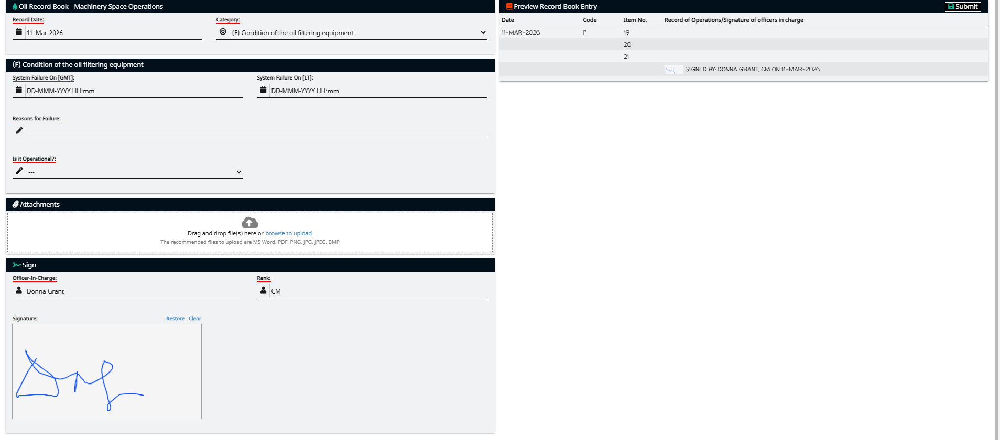 Oil Record Book - Machinery Space Operations
Record Date:
11-Mar-2026
Category:
(F) Condition of the oil filtering equipment
(F) Condition of the oil filtering equipment
System Failure On [GMT]:
DD-MMM-YYYY HH:mm
System Failure On [LT]:
DD-MMM-YYYY HH:mm
Reasons for Failure:
Is it Operational?:
---
Attachments
Drag and drop file(s) here or browse to upload
The recommended files to upload are MS Word, PDF, PNG, JPG, JPEG, BMP
Sign
Officer-In-Charge:
Donna Grant
Rank:
CM
Signature:
Restore Clear
Preview Record Book Entry
Submit
Date Code Item No. Record of Operations/Signature of officers in charge
11-MAR-2026 F 19
20
21
SIGNED BY: DONNA GRANT, CM ON 11-MAR-2026